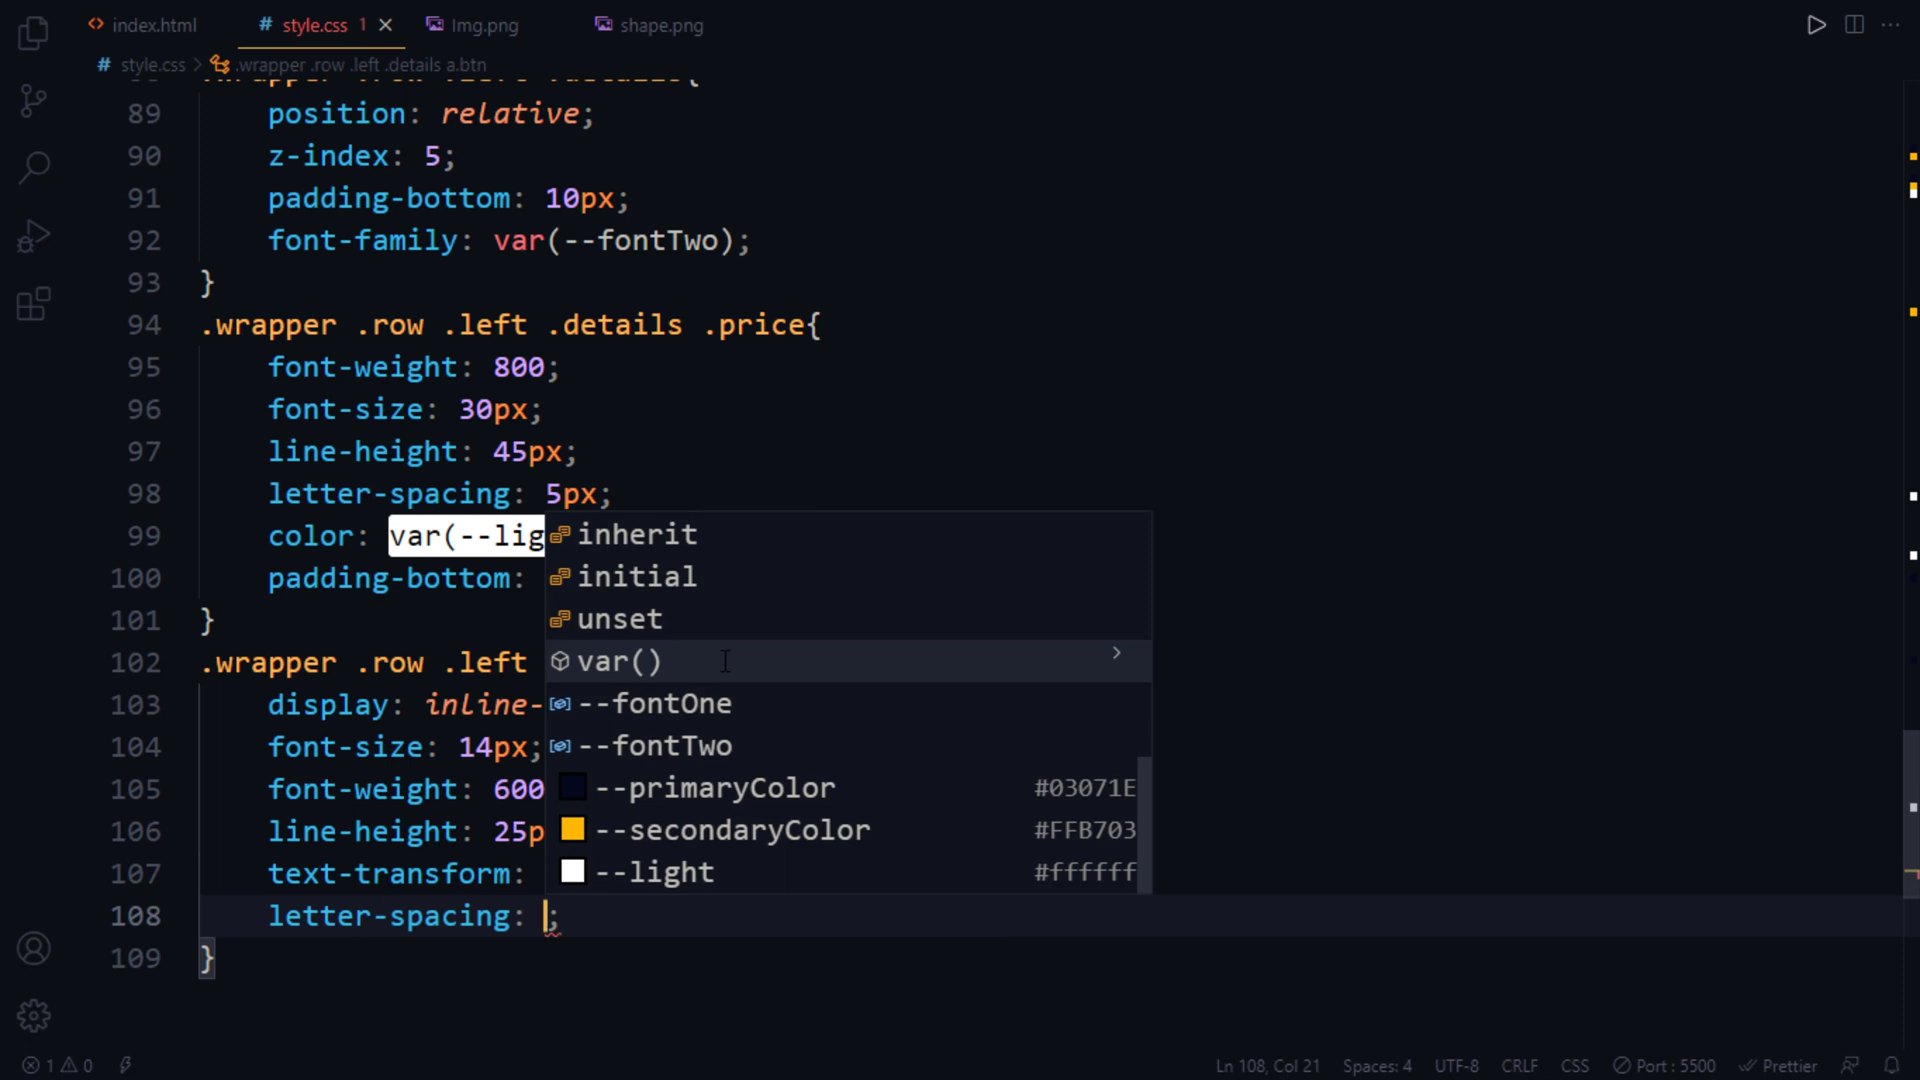 index.html
style.css 1
Img.png
shape.png
style.css > .wrapper .row .left .details a.btn
89 position: relative;
90 z-index: 5;
91 padding-bottom: 10px;
92 font-family: var(--fontTwo);
93 }
94 .wrapper .row .left .details .price{
95 font-weight: 800;
96 font-size: 30px;
97 line-height: 45px;
98 letter-spacing: 5px;
99 color: var(--lig
100 padding-bottom:
101 }
102 .wrapper .row .left
103 display: inline-
104 font-size: 14px;
105 font-weight: 600
106 line-height: 25p
107 text-transform:
108 letter-spacing: ;
109 }
inherit
initial
unset
var()
--fontOne
--fontTwo
--primaryColor #03071E
--secondaryColor #FFB703
--light #ffffff
1 0
Ln 108, Col 21
Spaces: 4
UTF-8
CRLF
CSS
Port : 5500
Prettier